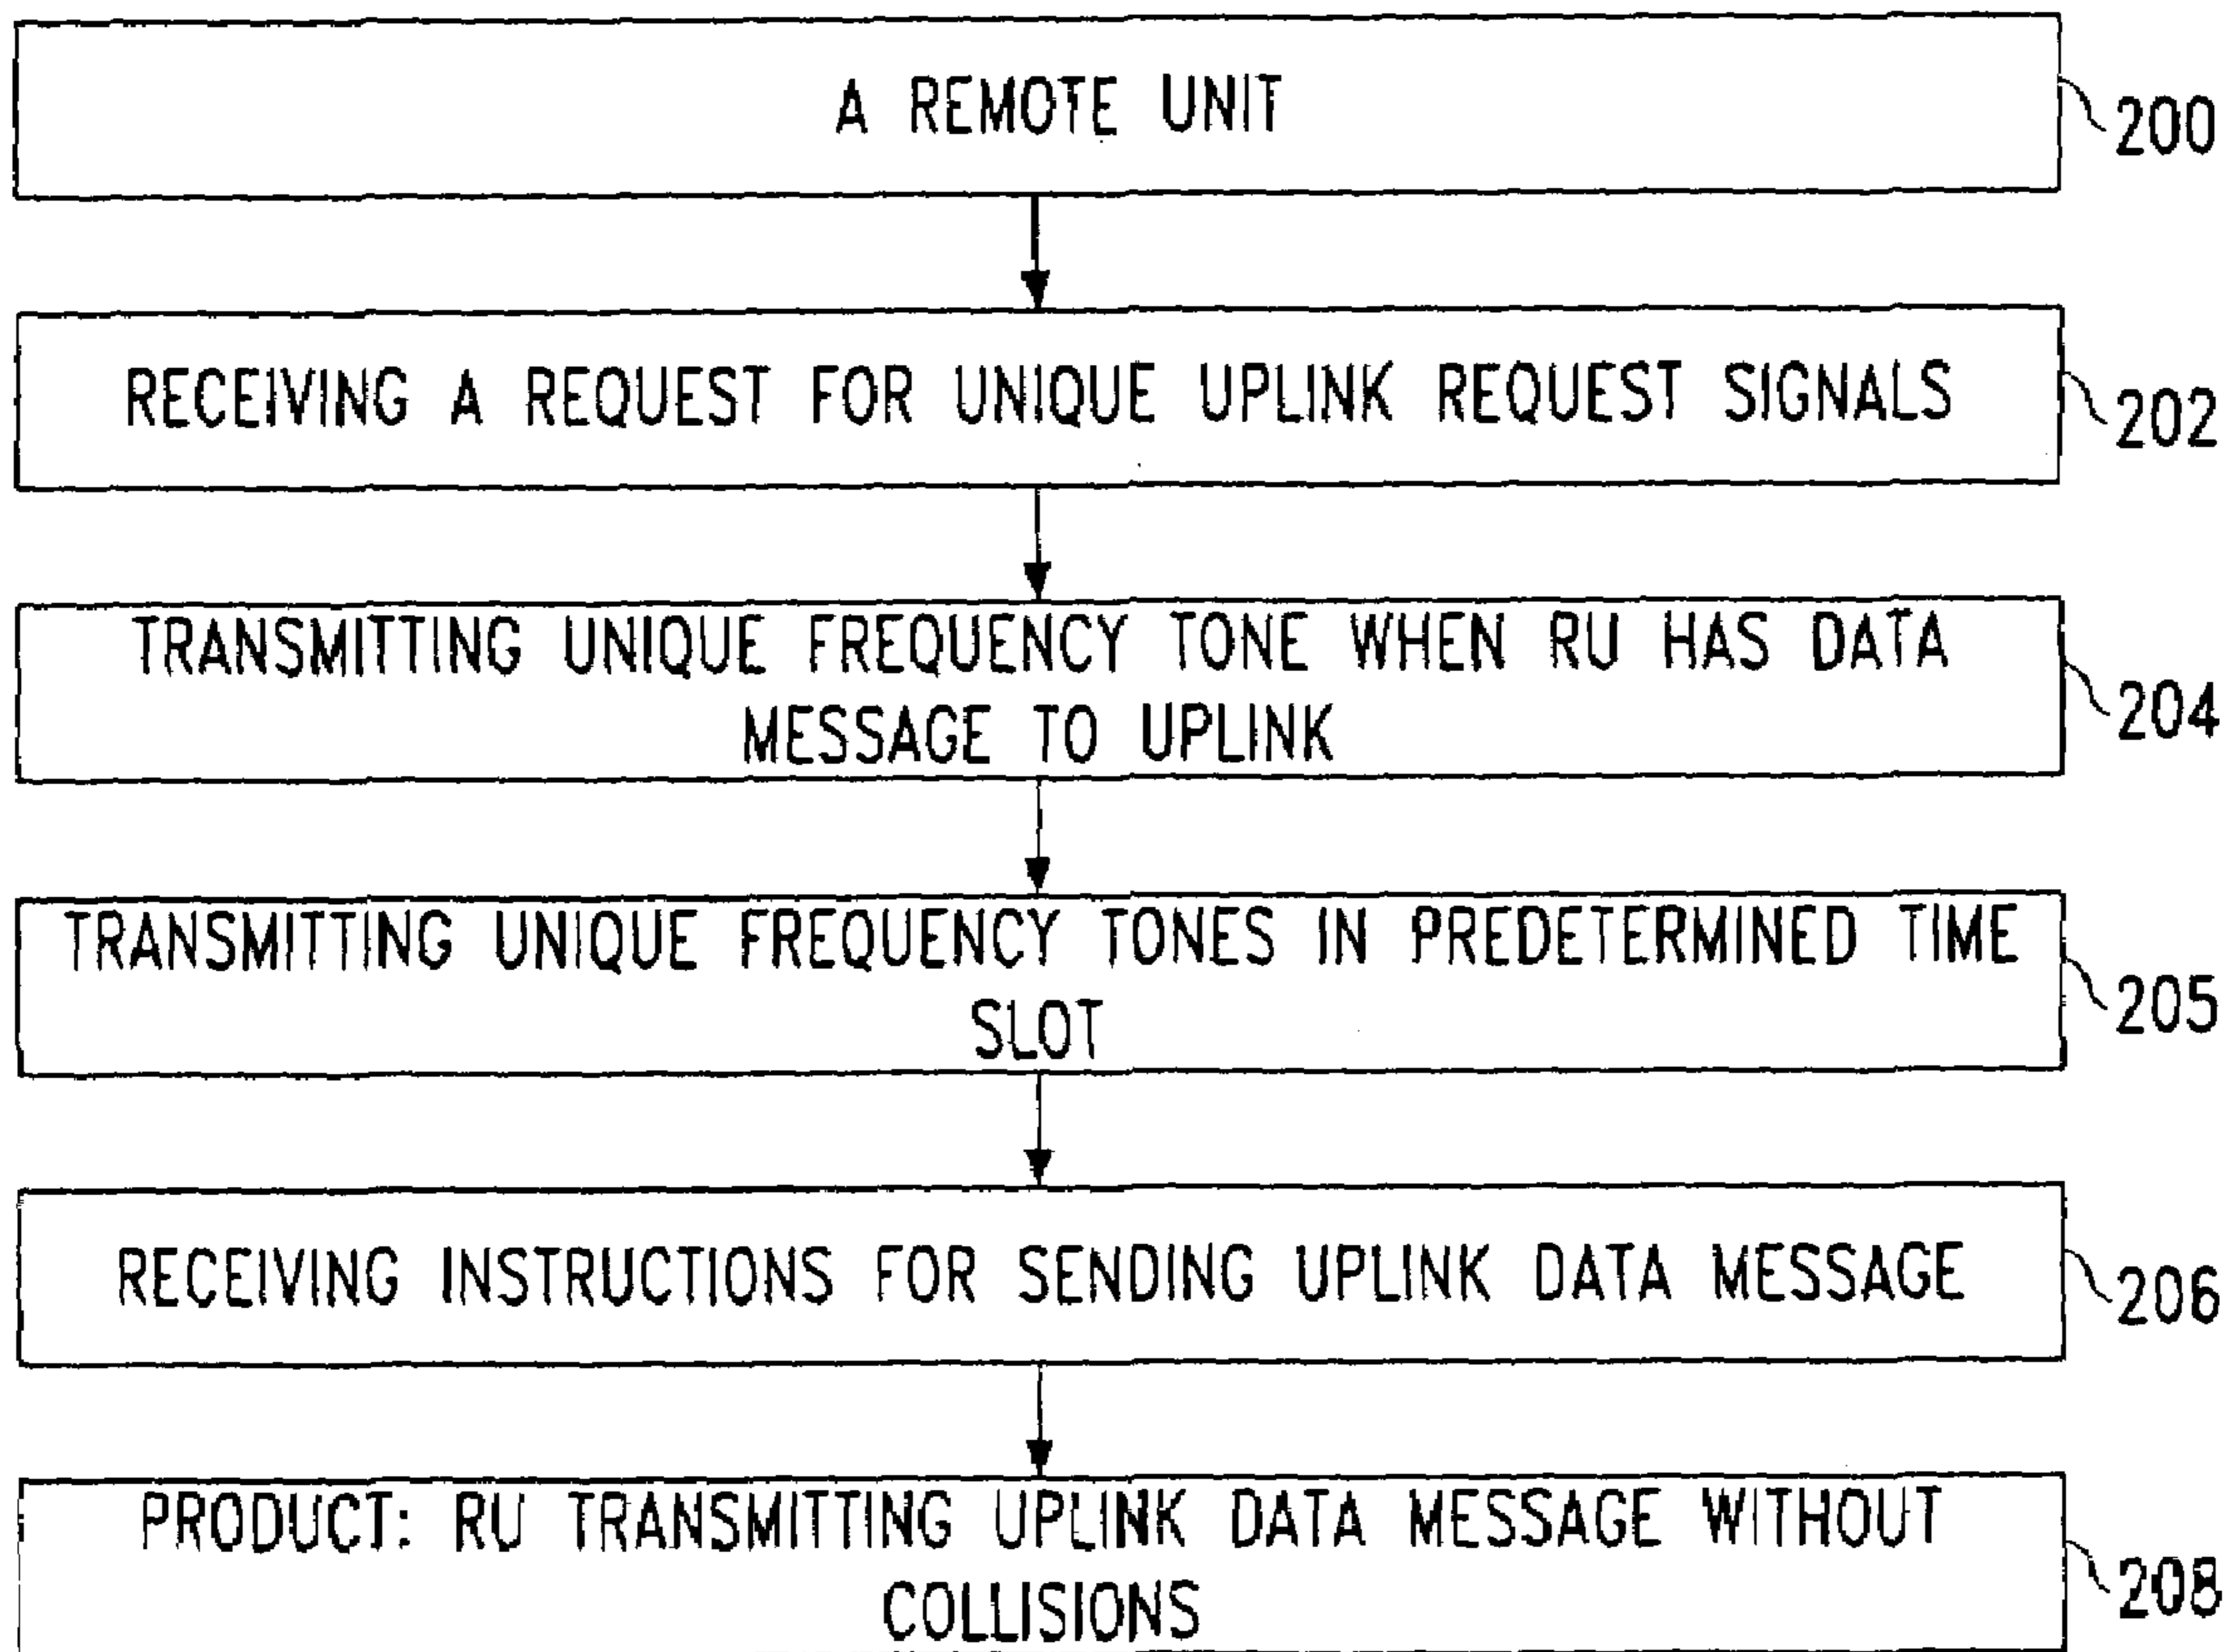 A REMOTE UNIT
200
RECEIVING A REQUEST FOR UNIQUE UPLINK REQUEST SIGNALS
202
TRANSMITTING UNIQUE FREQUENCY TONE WHEN RU HAS DATA
MESSAGE TO UPLINK
204
TRANSMITTING UNIQUE FREQUENCY TONES IN PREDETERMINED TIME
SLOT
205
RECEIVING INSTRUCTIONS FOR SENDING UPLINK DATA MESSAGE
206
PRODUCT: RU TRANSMITTING UPLINK DATA MESSAGE WITHOUT
COLLISIONS
208